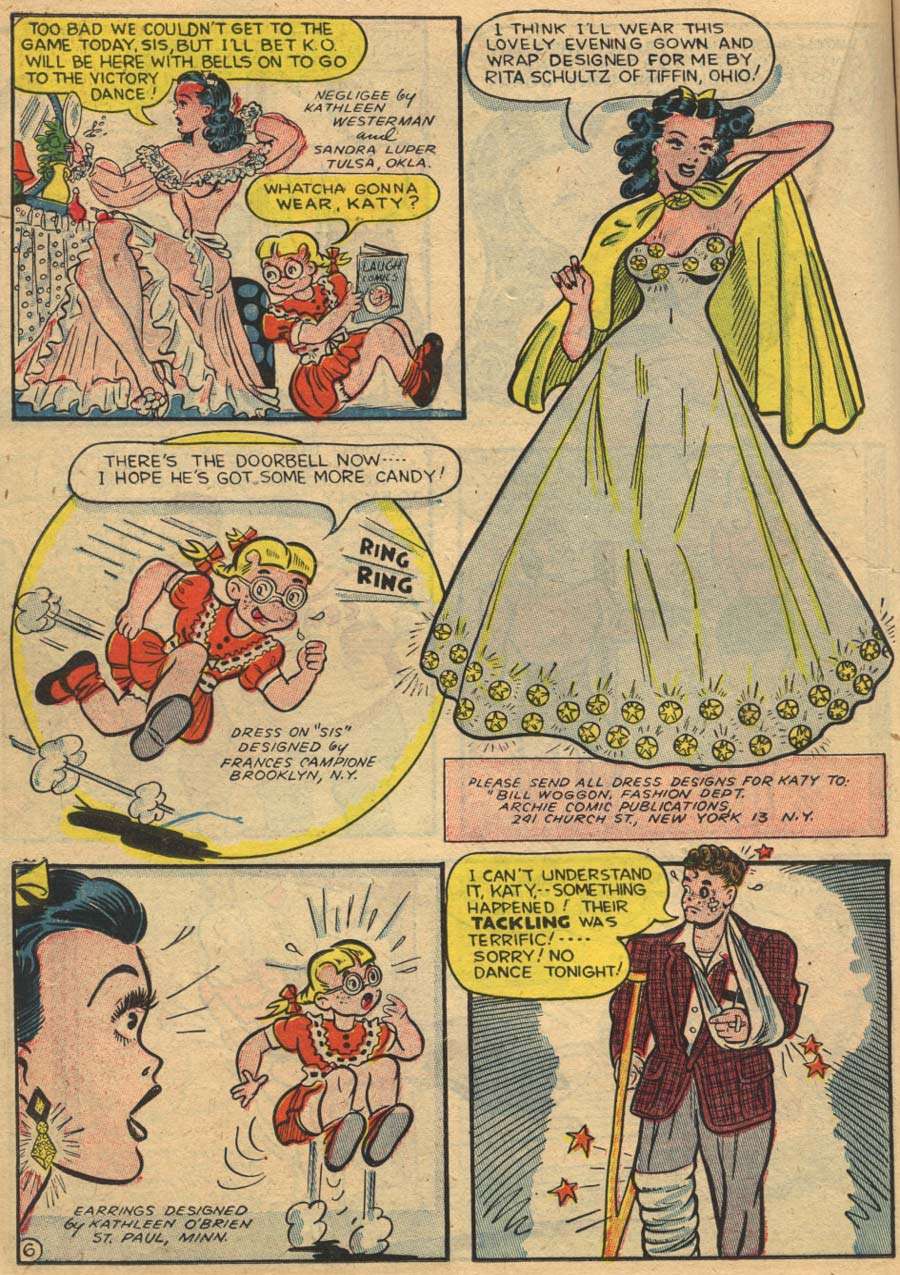 TOO BAD WE COULDN'T GET TO THE
GAME TODAY, SIS, BUT I'LL BET K.O.
WILL BE HERE WITH BELLS ON TO GO
TO THE VICTORY
DANCE!
NEGLIGEE by
KATHLEEN
WESTERMAN
and
SANDRA LUPER
TULSA, OKLA.
WHATCHA GONNA
WEAR, KATY?
LAUGH
COMICS
I THINK I'LL WEAR THIS
LOVELY EVENING GOWN AND
WRAP DESIGNED FOR ME BY
RITA SCHULTZ OF TIFFIN, OHIO!
THERE'S THE DOORBELL NOW----
I HOPE HE'S GOT SOME MORE CANDY!
RING
RING
DRESS ON "SIS"
DESIGNED by
FRANCES CAMPIONE
BROOKLYN, N.Y.
PLEASE SEND ALL DRESS DESIGNS FOR KATY TO:
"BILL WOGGON, FASHION DEPT.
ARCHIE COMIC PUBLICATIONS,
241 CHURCH ST., NEW YORK 13 N.Y.
EARRINGS DESIGNED
by KATHLEEN O'BRIEN
ST. PAUL, MINN.
6
I CAN'T UNDERSTAND
IT, KATY,--SOMETHING
HAPPENED! THEIR
TACKLING WAS
TERRIFIC!----
SORRY! NO
DANCE TONIGHT!